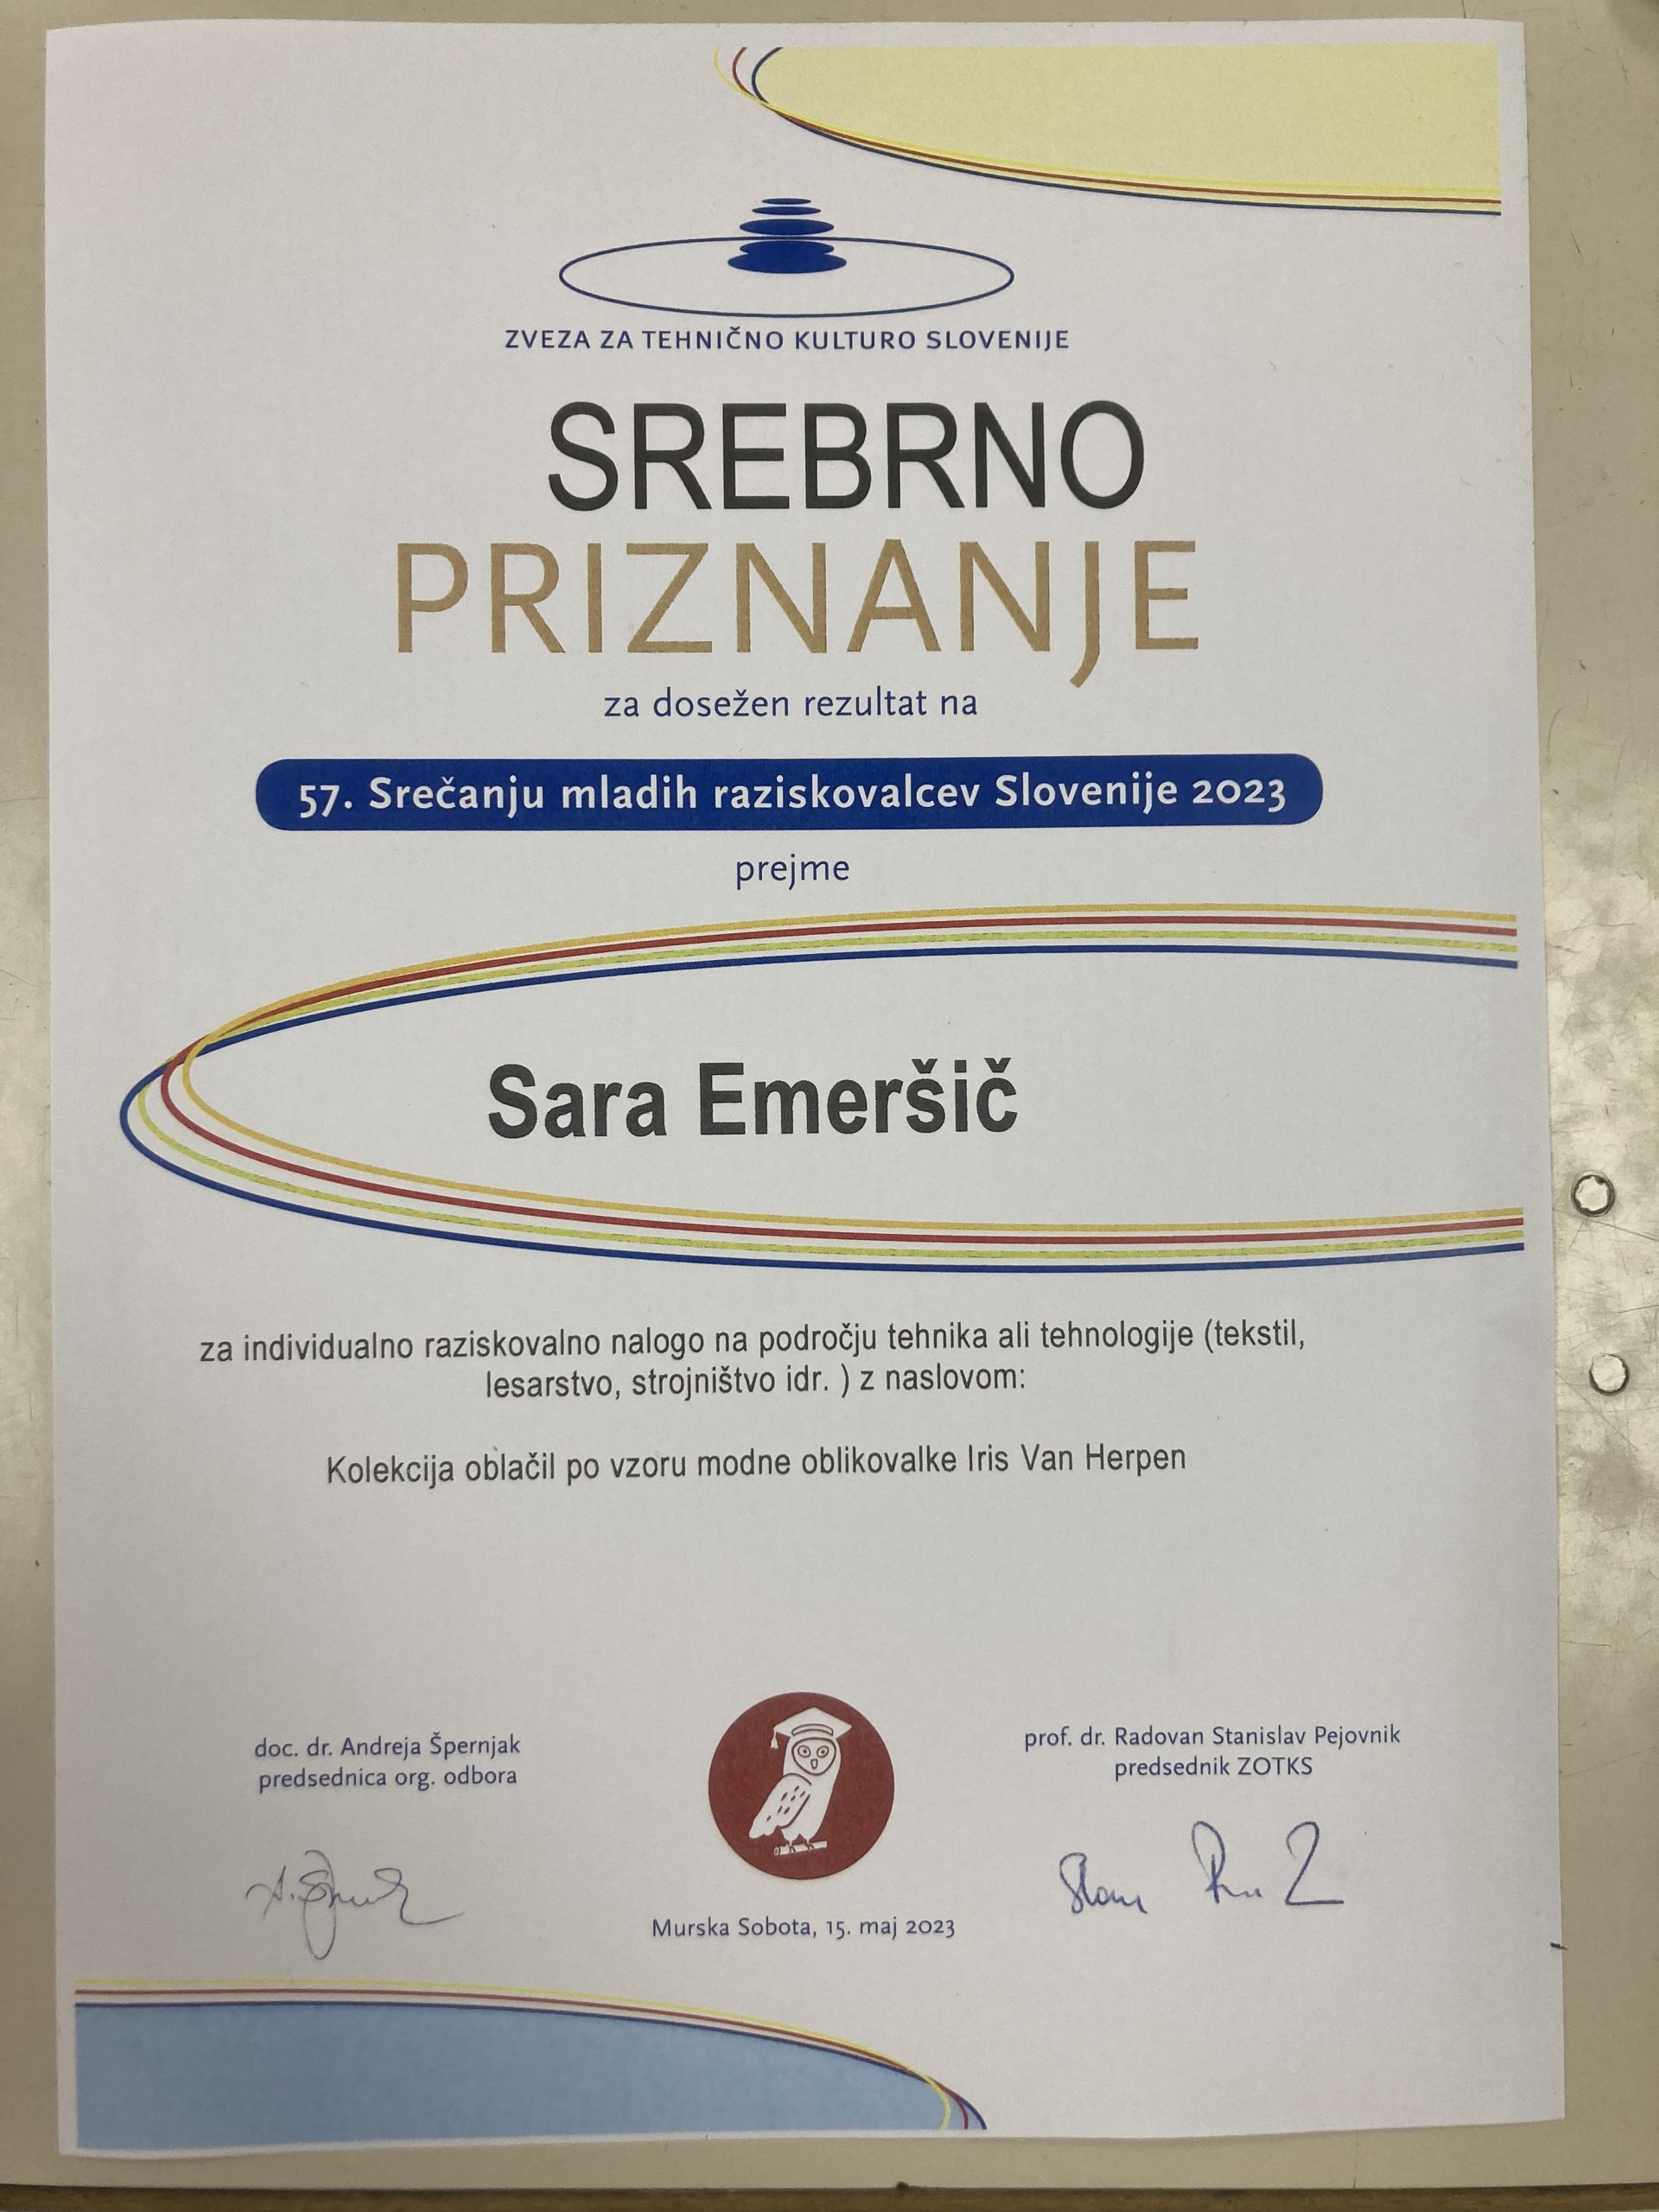 ZVEZA ZA TEHNIČNO KULTURO SLOVENIJE
SREBRNO
PRIZNANJE
za dosežen rezultat na
57. Srečanju mladih raziskovalcev Slovenije 2023
prejme
Sara Emeršič
za individualno raziskovalno nalogo na področju tehnika ali tehnologije (tekstil,
lesarstvo, strojništvo idr. ) z naslovom:
Kolekcija oblačil po vzoru modne oblikovalke Iris Van Herpen
doc. dr. Andreja Špernjak
predsednica org. odbora
prof. dr. Radovan Stanislav Pejovnik
predsednik ZOTKS
Murska Sobota, 15. maj 2023